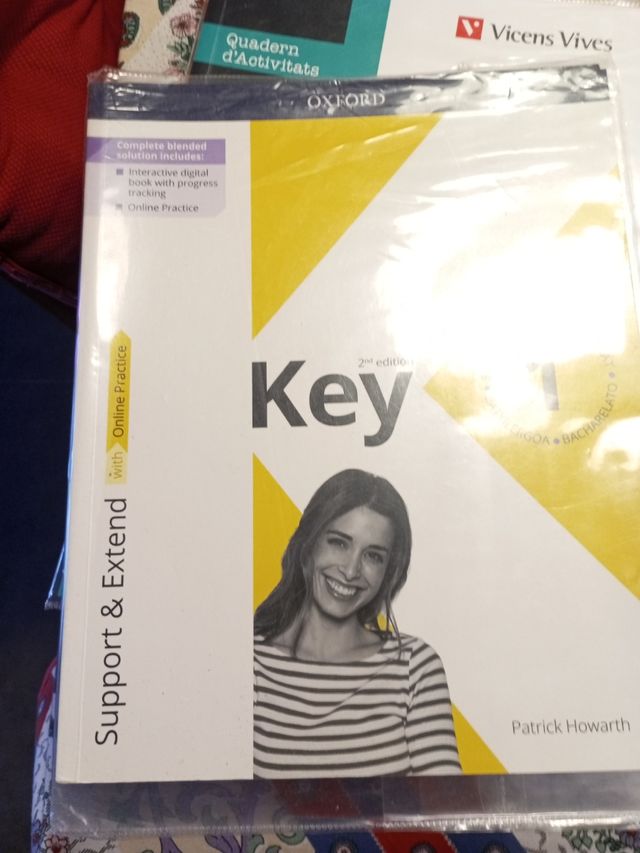 Quadern
d'Activitats
Vicens Vives
OXFORD
Complete blended
solution includes:
Interactive digital
book with progress
tracking
Online Practice
Support & Extend with Online Practice
2nd edition
Key
BACHARELATO
Patrick Howarth